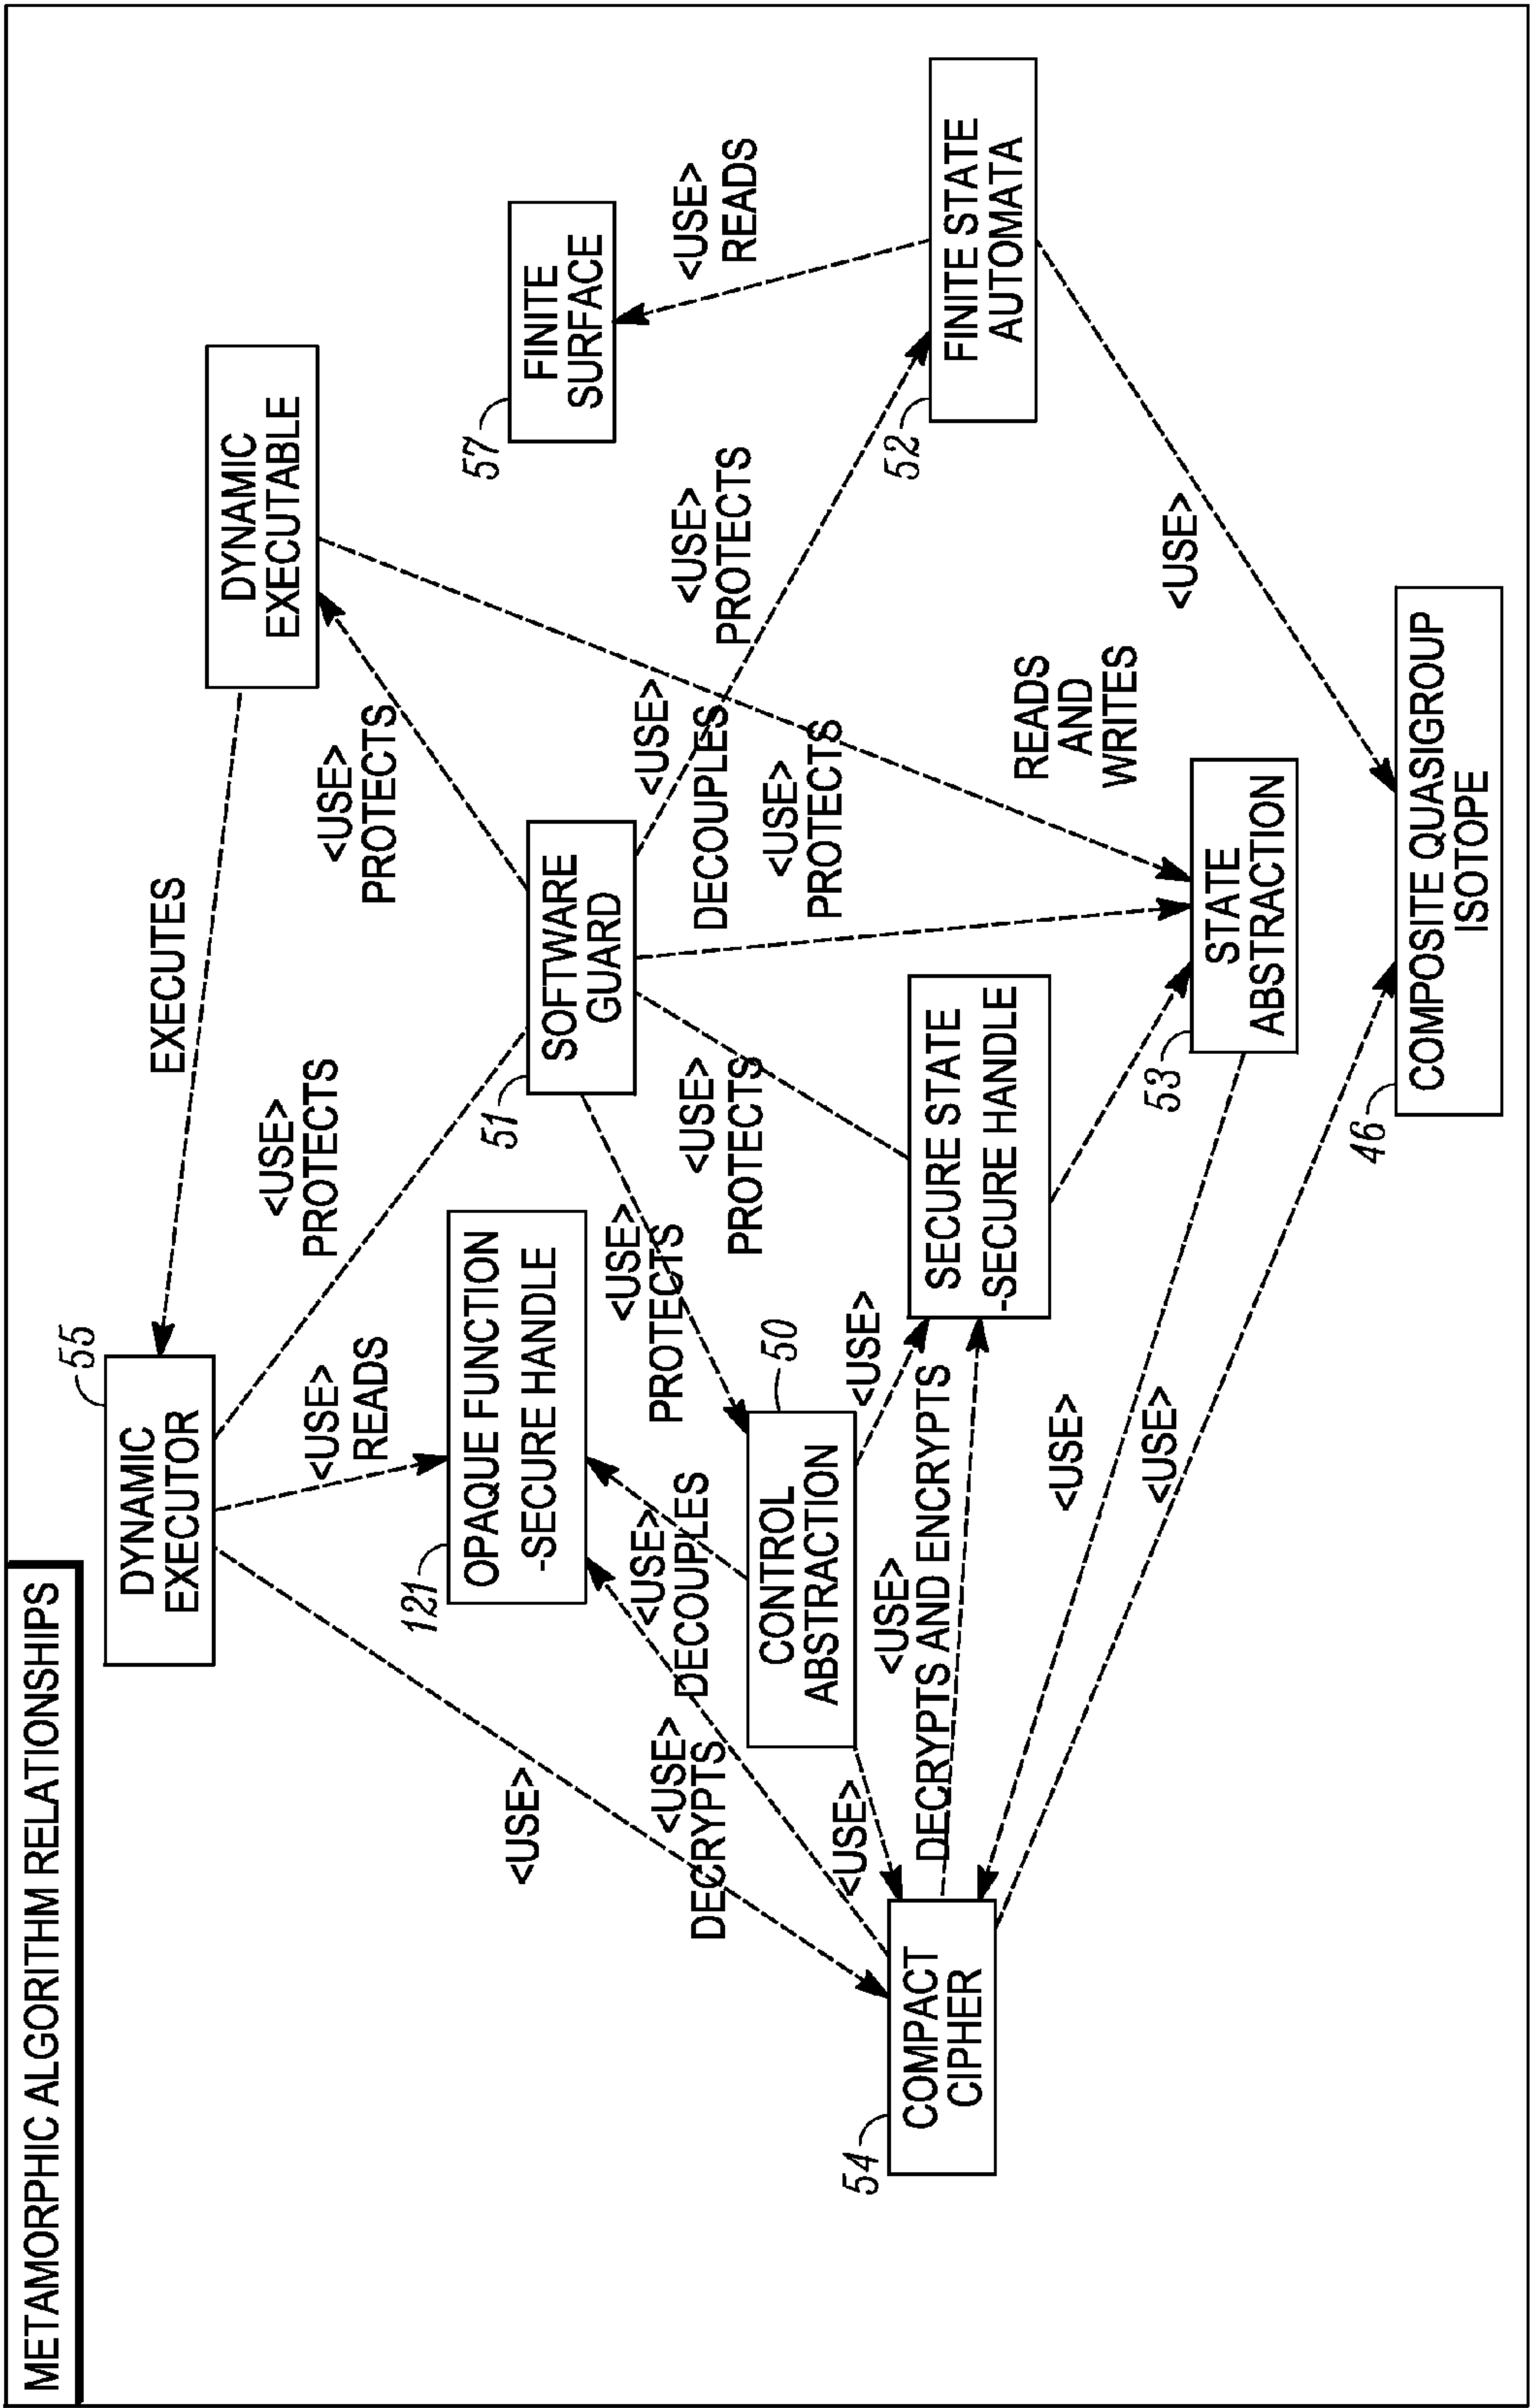 METAMORPHIC ALGORITHM RELATIONSHIPS
55
DYNAMIC
EXECUTOR
EXECUTES
DYNAMIC
EXECUTABLE
<USE>
PROTECTS
<USE>
PROTECTS
<USE>
READS
121
OPAQUE FUNCTION
-SECURE HANDLE
51
SOFTWARE
GUARD
57
FINITE
SURFACE
<USE>
<USE>
DECOUPLES
<USE>
PROTECTS
<USE>
PROTECTS
<USE>
DECOUPLES
<USE>
PROTECTS
<USE>
READS
<USE>
DECRYPTS
<USE>
PROTECTS
50
CONTROL
ABSTRACTION
<USE>
<USE>
54
COMPACT
CIPHER
<USE>
DECRYPTS AND ENCRYPTS
SECURE STATE
-SECURE HANDLE
52
FINITE STATE
AUTOMATA
READS
AND
WRITES
<USE>
<USE>
<USE>
53
STATE
ABSTRACTION
46
COMPOSITE QUASIGROUP
ISOTOPE